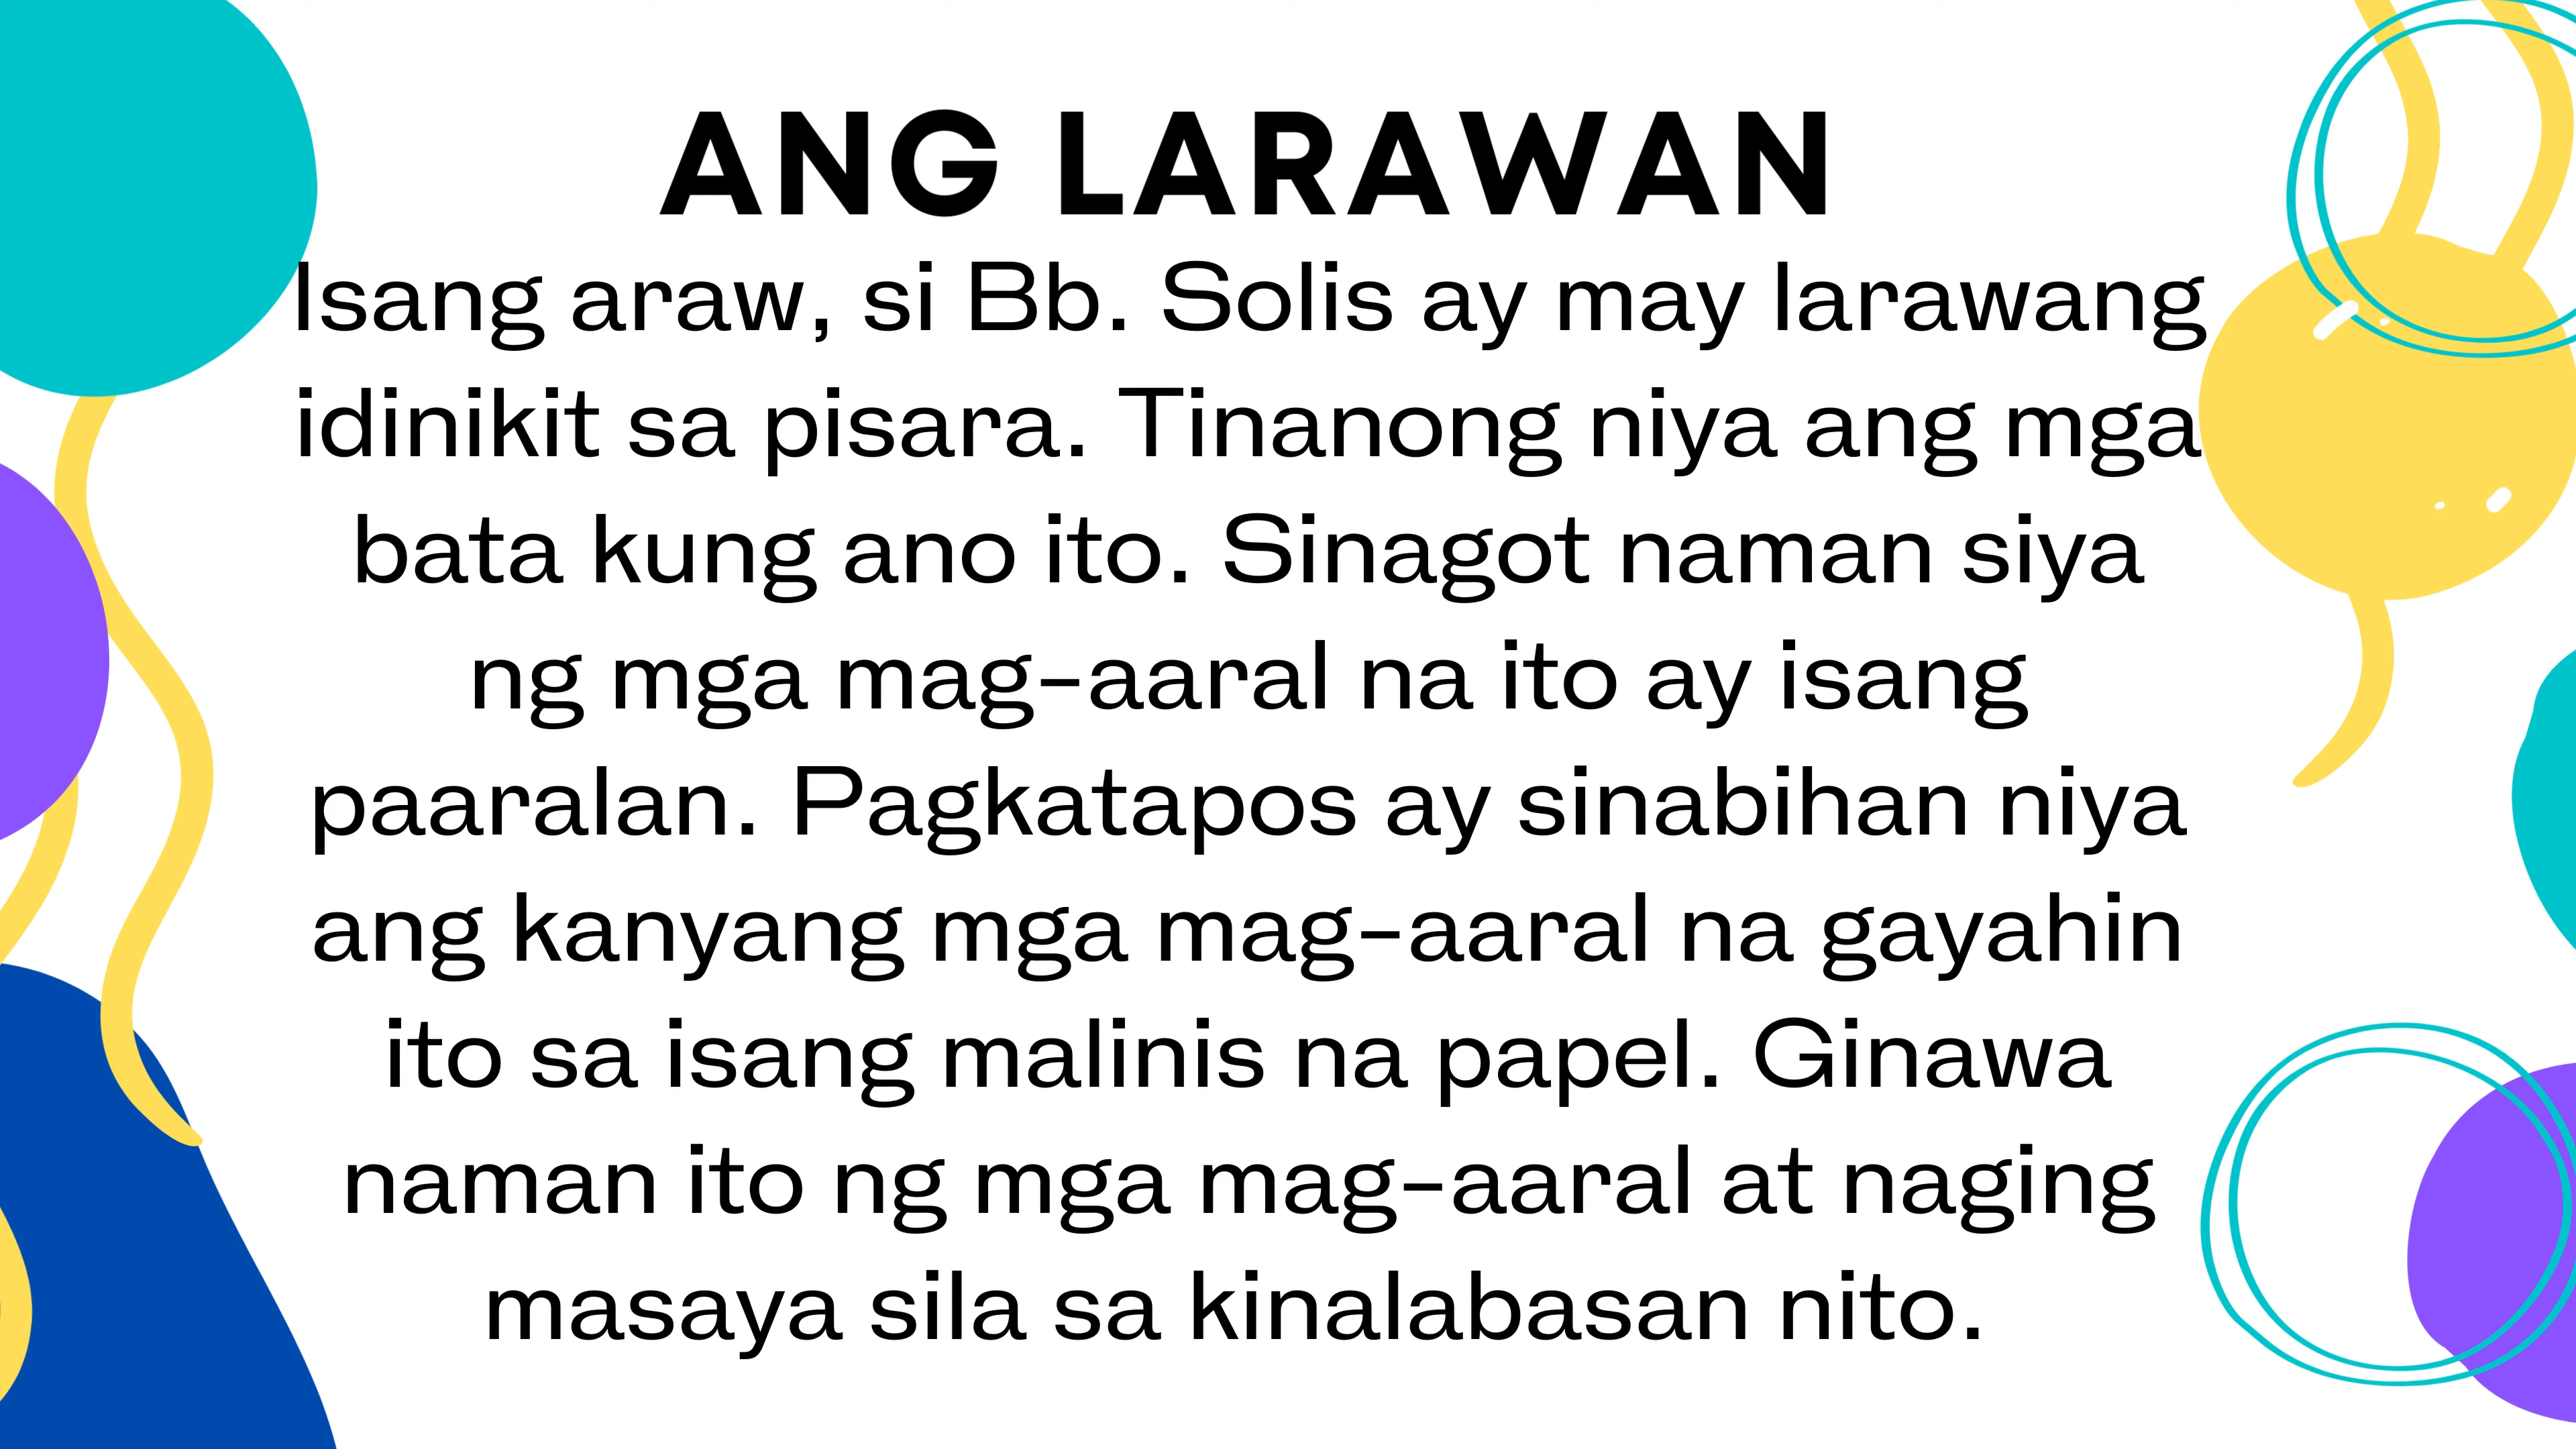 ANG LARAWAN
Isang araw, si Bb. Solis ay may larawang
idinikit sa pisara. Tinanong niya ang mga
bata kung ano ito. Sinagot naman siya
ng mga mag-aaral na ito ay isang
paaralan. Pagkatapos ay sinabihan niya
ang kanyang mga mag-aaral na gayahin
ito sa isang malinis na papel. Ginawa
naman ito ng mga mag-aaral at naging
masaya sila sa kinalabasan nito.